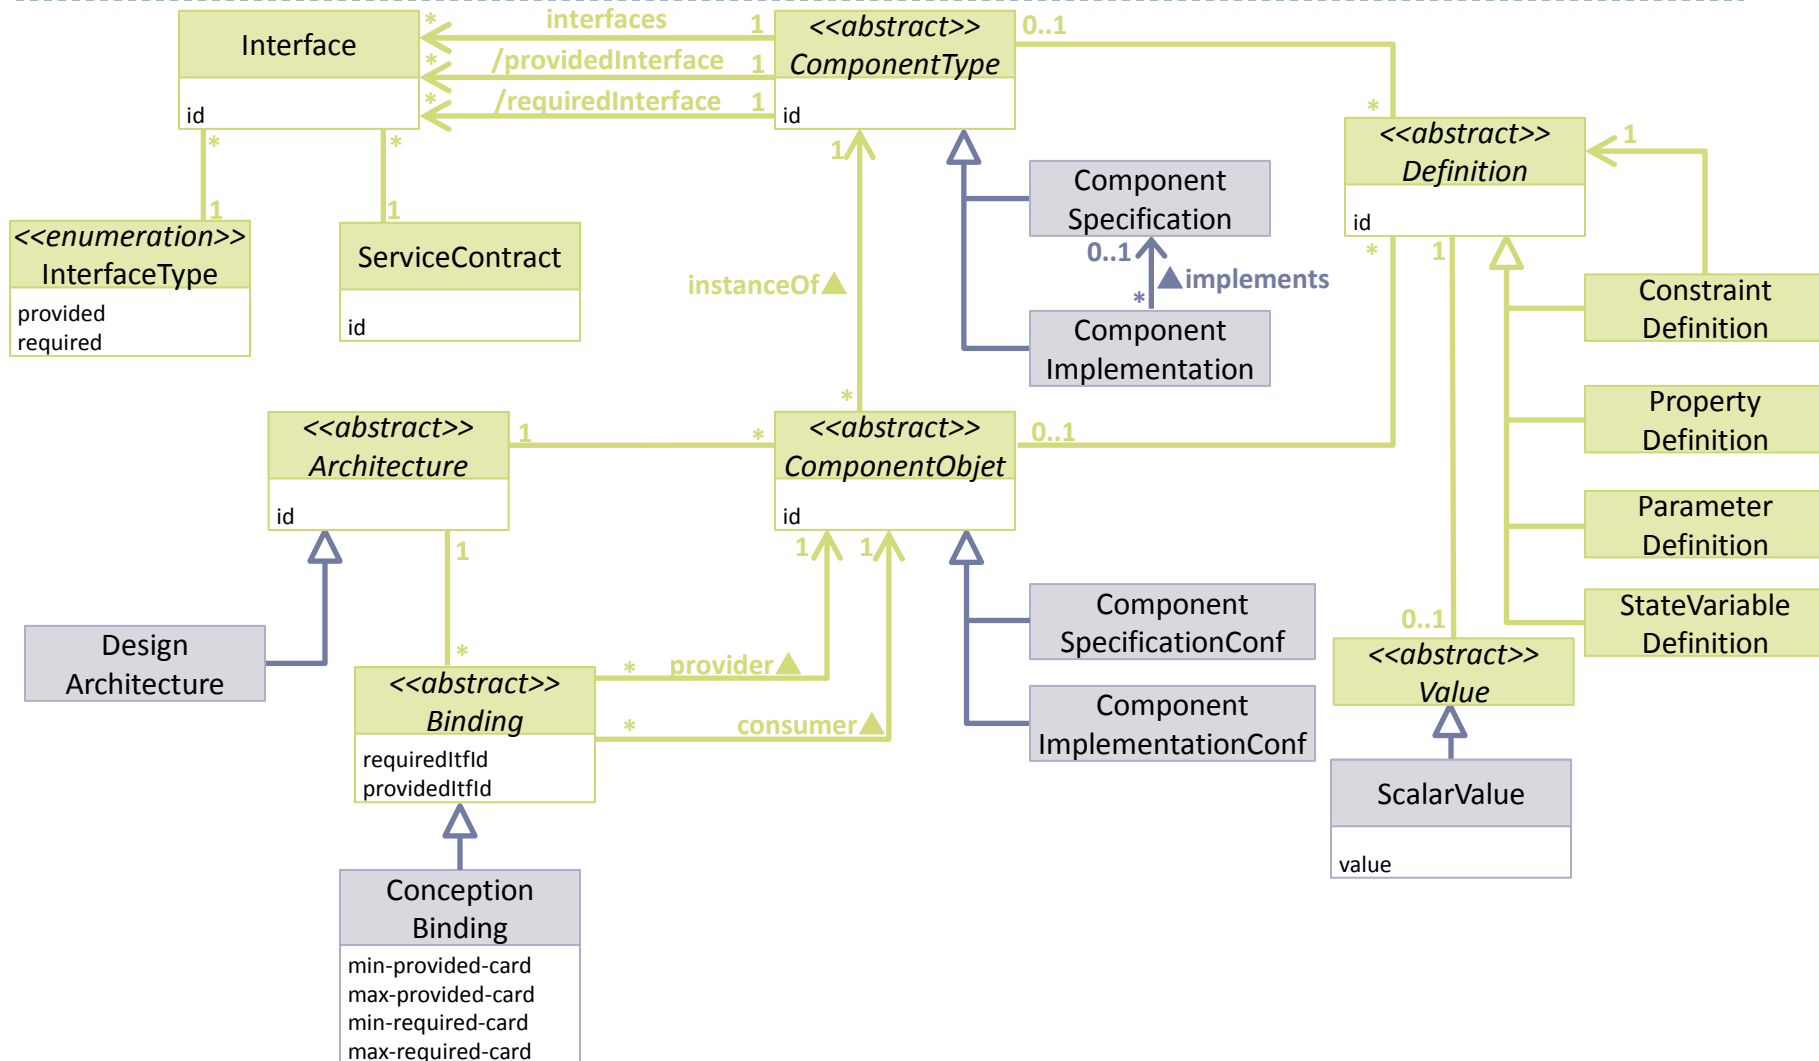 Interface
id
*
interfaces
1
*
/providedInterface
1
*
/requiredInterface
1
<<abstract>>
ComponentType
id
0..1
*
<<abstract>>
Definition
id
1
*
1
*
1
<<enumeration>>
InterfaceType
provided
required
*
1
ServiceContract
id
1
instanceOf
*
Component
Specification
0..1
implements
*
Component
Implementation
Constraint
Definition
Property
Definition
Parameter
Definition
StateVariable
Definition
<<abstract>>
Architecture
id
1
*
<<abstract>>
ComponentObjet
id
0..1
1
1
1
*
Design
Architecture
<<abstract>>
Binding
requiredItfId
providedItfId
*
provider
*
consumer
Component
SpecificationConf
Component
ImplementationConf
0..1
<<abstract>>
Value
ScalarValue
value
Conception
Binding
min-provided-card
max-provided-card
min-required-card
max-required-card